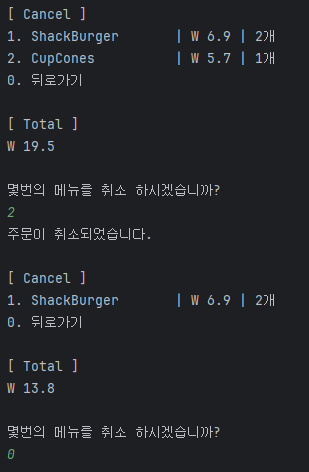 [ Cancel ]
1. ShackBurger       | W 6.9 | 2개
2. CupCones          | W 5.7 | 1개
0. 뒤로가기
[ Total ]
W 19.5
몇번의 메뉴를 취소 하시겠습니까?
2
주문이 취소되었습니다.
[ Cancel ]
1. ShackBurger       | W 6.9 | 2개
0. 뒤로가기
[ Total ]
W 13.8
몇번의 메뉴를 취소 하시겠습니까?
0